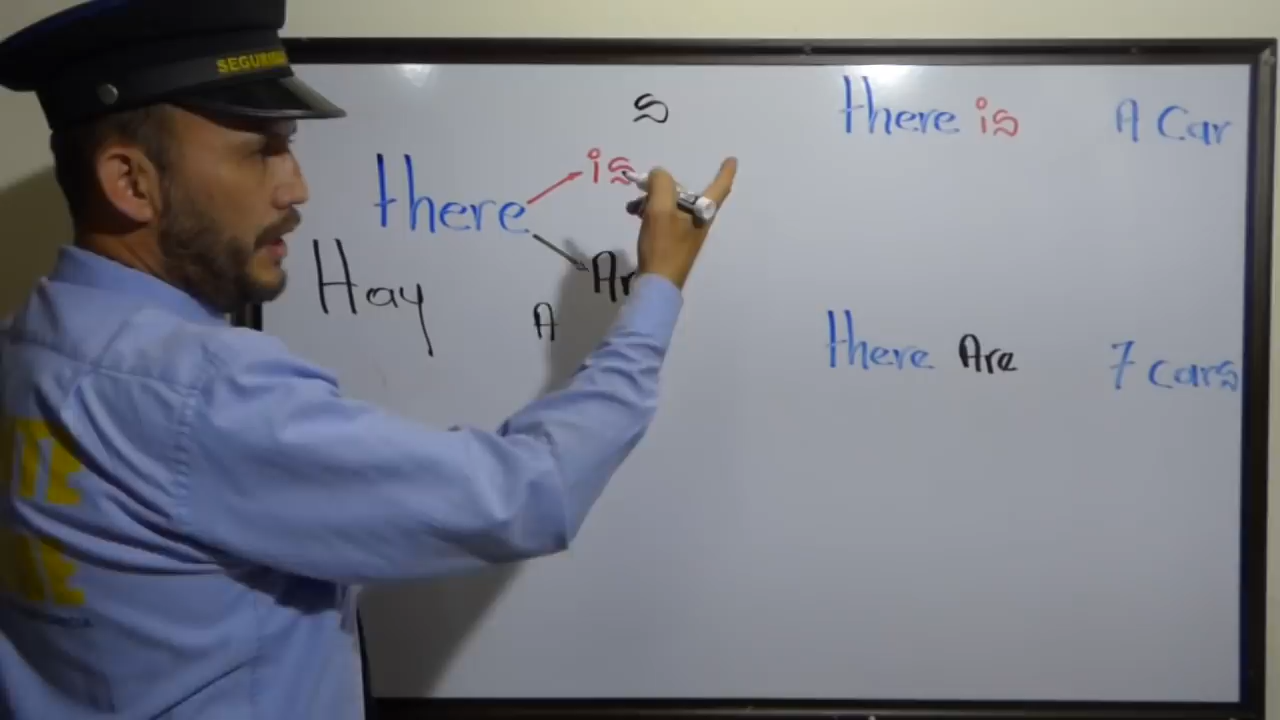 SEGURIDAD
s
there is A Car
is
there
Hay
A
there Are 7 cars